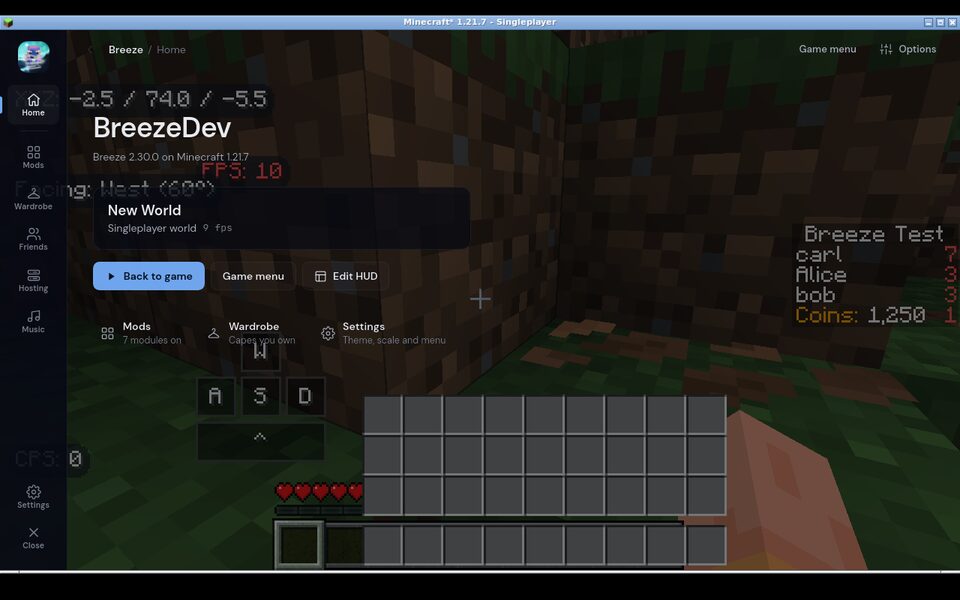 Minecraft* 1.21.7 - Singleplayer
Breeze / Home
Game menu
Options
Home
-2.5 / 74.0 / -5.5
BreezeDev
Breeze 2.30.0 on Minecraft 1.21.7
Mods
FPS: 10
Facing: West (60°)
Wardrobe
New World
Singleplayer world 9 fps
Friends
Breeze Test
carl 7
Alice 3
bob 3
Coins: 1,250 1
Back to game
Game menu
Edit HUD
Hosting
Music
Mods
7 modules on
Wardrobe
Capes you own
Settings
Theme, scale and menu
W
A S D
^
CPS: 0
Settings
Close